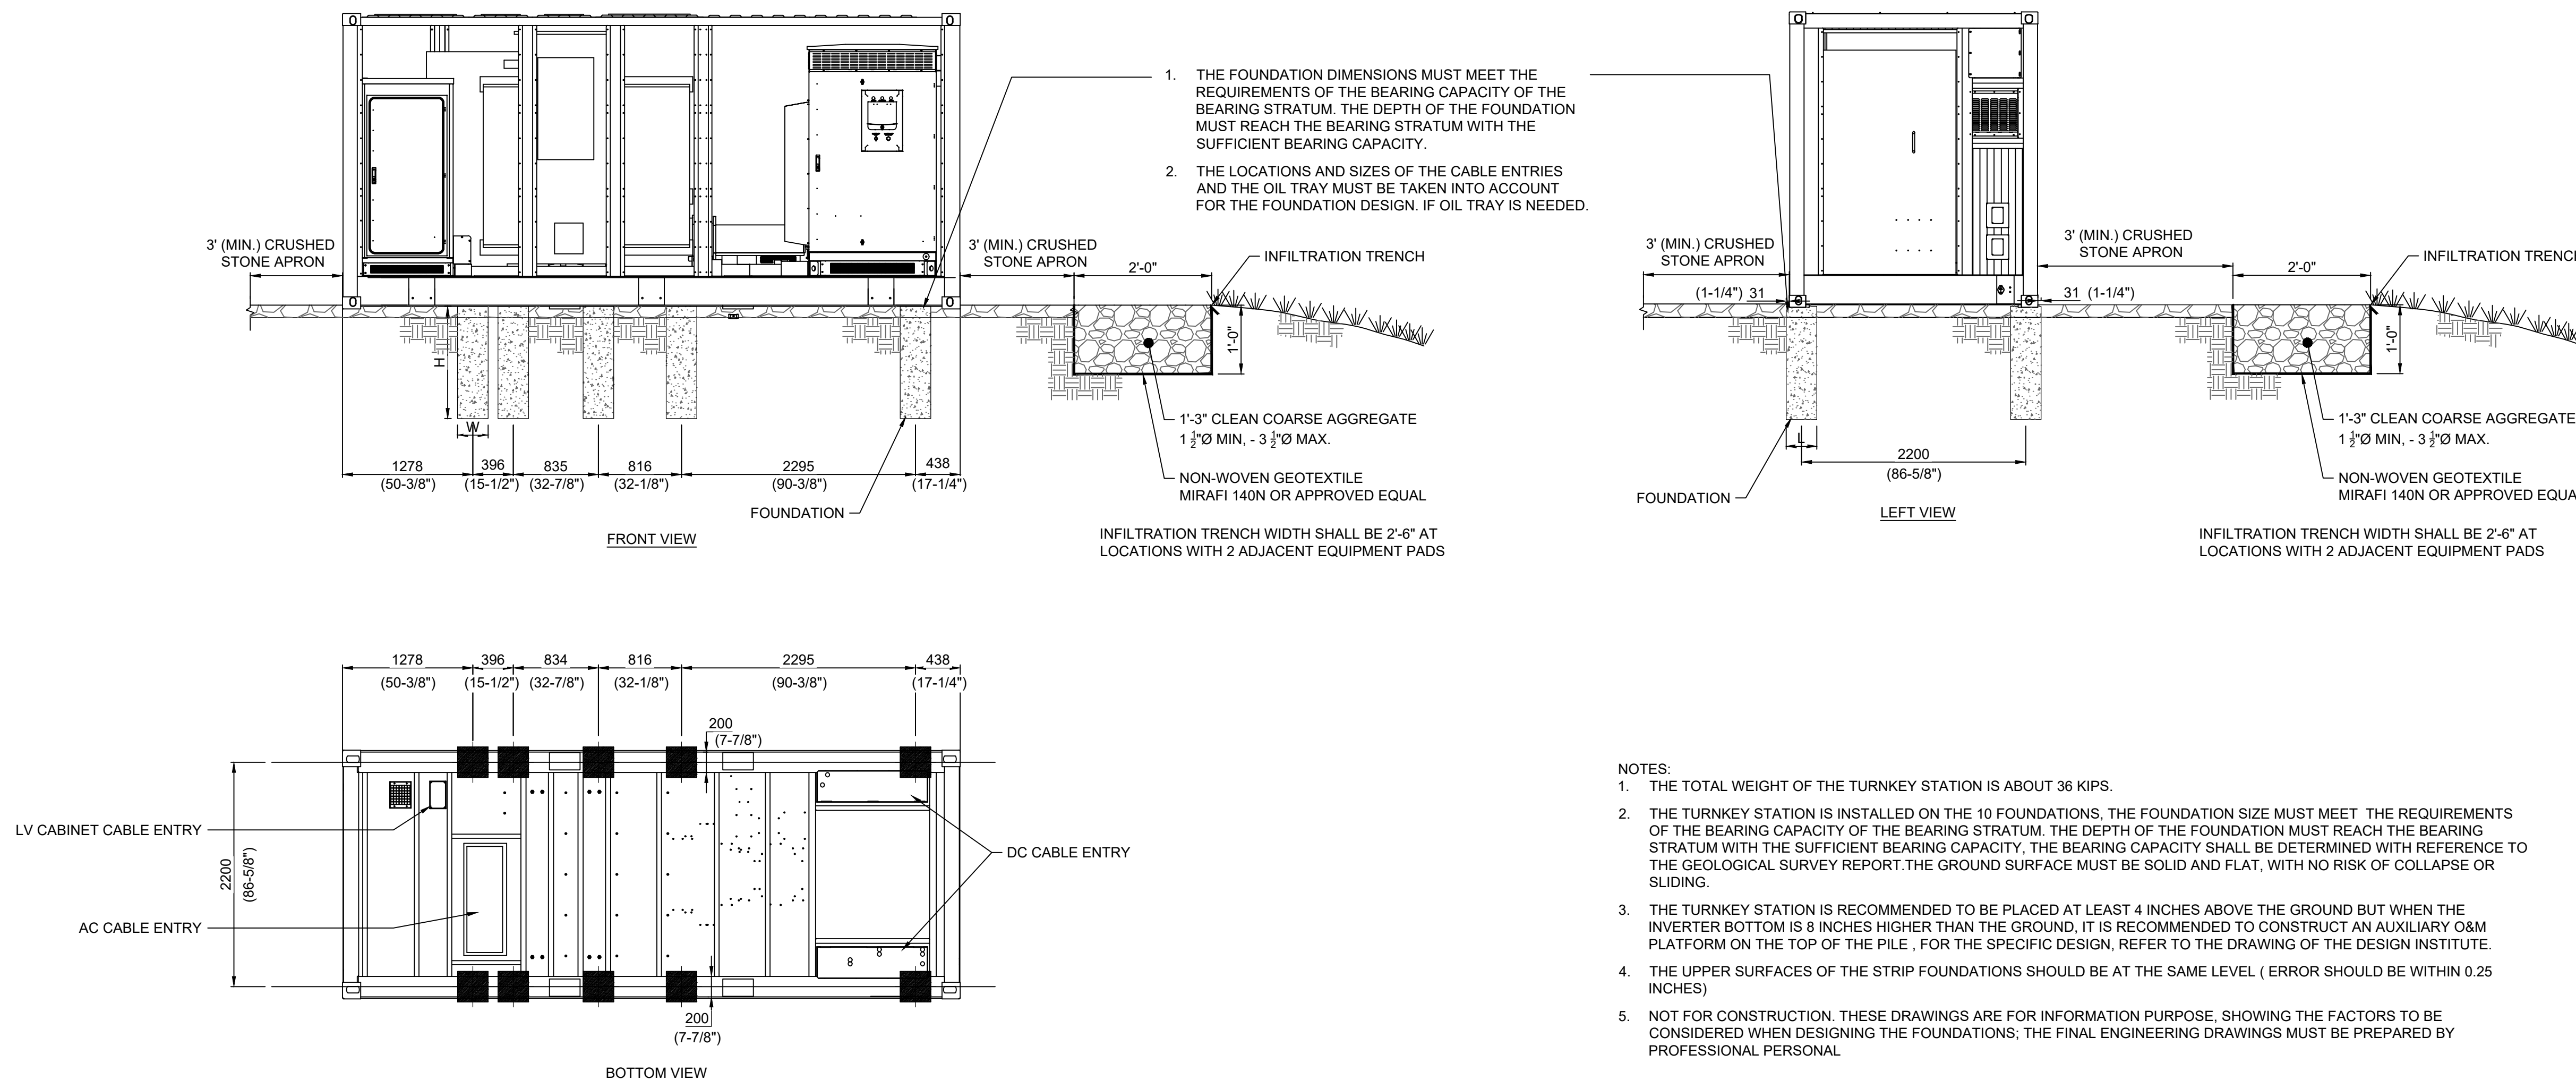 1. THE FOUNDATION DIMENSIONS MUST MEET THE
REQUIREMENTS OF THE BEARING CAPACITY OF THE
BEARING STRATUM. THE DEPTH OF THE FOUNDATION
MUST REACH THE BEARING STRATUM WITH THE
SUFFICIENT BEARING CAPACITY.
2. THE LOCATIONS AND SIZES OF THE CABLE ENTRIES
AND THE OIL TRAY MUST BE TAKEN INTO ACCOUNT
FOR THE FOUNDATION DESIGN. IF OIL TRAY IS NEEDED.
3' (MIN.) CRUSHED
STONE APRON
3' (MIN.) CRUSHED
STONE APRON
2'-0"
INFILTRATION TRENCH
1'-0"
H
W
1'-3" CLEAN COARSE AGGREGATE
1 1/2"Ø MIN, - 3 1/2"Ø MAX.
NON-WOVEN GEOTEXTILE
MIRAFI 140N OR APPROVED EQUAL
1278 396 835 816 2295 438
(50-3/8") (15-1/2") (32-7/8") (32-1/8") (90-3/8") (17-1/4")
FOUNDATION
FRONT VIEW
INFILTRATION TRENCH WIDTH SHALL BE 2'-6" AT
LOCATIONS WITH 2 ADJACENT EQUIPMENT PADS
3' (MIN.) CRUSHED
STONE APRON
3' (MIN.) CRUSHED
STONE APRON
2'-0"
INFILTRATION TRENCH
(1-1/4") 31
31 (1-1/4")
1'-0"
L
1'-3" CLEAN COARSE AGGREGATE
1 1/2"Ø MIN, - 3 1/2"Ø MAX.
2200
(86-5/8")
NON-WOVEN GEOTEXTILE
MIRAFI 140N OR APPROVED EQUA
FOUNDATION
LEFT VIEW
INFILTRATION TRENCH WIDTH SHALL BE 2'-6" AT
LOCATIONS WITH 2 ADJACENT EQUIPMENT PADS
1278 396 834 816 2295 438
(50-3/8") (15-1/2") (32-7/8") (32-1/8") (90-3/8") (17-1/4")
200
(7-7/8")
LV CABINET CABLE ENTRY
2200
(86-5/8")
DC CABLE ENTRY
AC CABLE ENTRY
200
(7-7/8")
BOTTOM VIEW
NOTES:
1. THE TOTAL WEIGHT OF THE TURNKEY STATION IS ABOUT 36 KIPS.
2. THE TURNKEY STATION IS INSTALLED ON THE 10 FOUNDATIONS, THE FOUNDATION SIZE MUST MEET THE REQUIREMENTS
OF THE BEARING CAPACITY OF THE BEARING STRATUM. THE DEPTH OF THE FOUNDATION MUST REACH THE BEARING
STRATUM WITH THE SUFFICIENT BEARING CAPACITY, THE BEARING CAPACITY SHALL BE DETERMINED WITH REFERENCE TO
THE GEOLOGICAL SURVEY REPORT.THE GROUND SURFACE MUST BE SOLID AND FLAT, WITH NO RISK OF COLLAPSE OR
SLIDING.
3. THE TURNKEY STATION IS RECOMMENDED TO BE PLACED AT LEAST 4 INCHES ABOVE THE GROUND BUT WHEN THE
INVERTER BOTTOM IS 8 INCHES HIGHER THAN THE GROUND, IT IS RECOMMENDED TO CONSTRUCT AN AUXILIARY O&M
PLATFORM ON THE TOP OF THE PILE , FOR THE SPECIFIC DESIGN, REFER TO THE DRAWING OF THE DESIGN INSTITUTE.
4. THE UPPER SURFACES OF THE STRIP FOUNDATIONS SHOULD BE AT THE SAME LEVEL ( ERROR SHOULD BE WITHIN 0.25
INCHES)
5. NOT FOR CONSTRUCTION. THESE DRAWINGS ARE FOR INFORMATION PURPOSE, SHOWING THE FACTORS TO BE
CONSIDERED WHEN DESIGNING THE FOUNDATIONS; THE FINAL ENGINEERING DRAWINGS MUST BE PREPARED BY
PROFESSIONAL PERSONAL